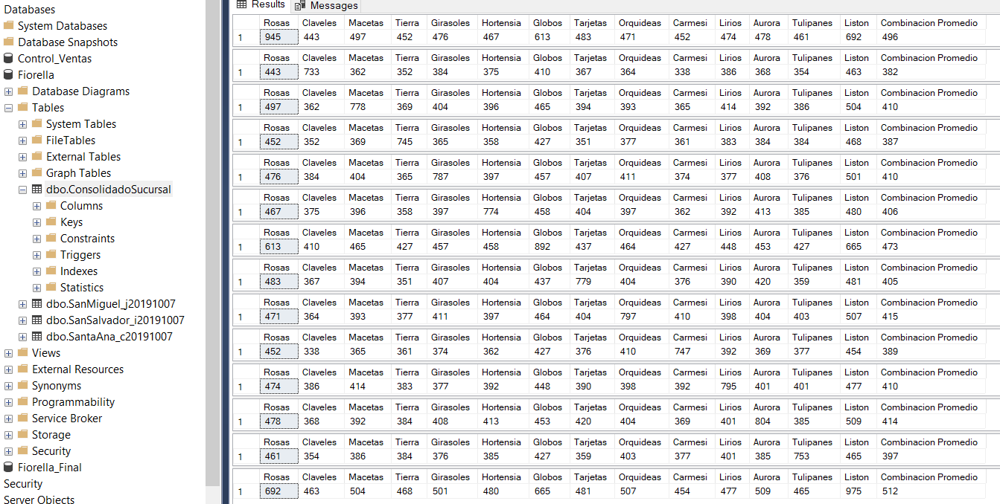 Databases
System Databases
Database Snapshots
Control_Ventas
Fiorella
Database Diagrams
Tables
System Tables
FileTables
External Tables
Graph Tables
dbo.ConsolidadoSucursal
Columns
Keys
Constraints
Triggers
Indexes
Statistics
dbo.SanMiguel_j20191007
dbo.SanSalvador_i20191007
dbo.SantaAna_c20191007
Views
External Resources
Synonyms
Programmability
Service Broker
Storage
Security
Fiorella_Final
Security
Server Objects
Results Messages
Rosas Claveles Macetas Tierra Girasoles Hortensia Globos Tarjetas Orquideas Carmesi Lirios Aurora Tulipanes Liston Combinacion Promedio
1 945 443 497 452 476 467 613 483 471 452 474 478 461 692 496
Rosas Claveles Macetas Tierra Girasoles Hortensia Globos Tarjetas Orquideas Carmesi Lirios Aurora Tulipanes Liston Combinacion Promedio
1 443 733 362 352 384 375 410 367 364 338 386 368 354 463 382
Rosas Claveles Macetas Tierra Girasoles Hortensia Globos Tarjetas Orquideas Carmesi Lirios Aurora Tulipanes Liston Combinacion Promedio
1 497 362 778 369 404 396 465 394 393 365 414 392 386 504 410
Rosas Claveles Macetas Tierra Girasoles Hortensia Globos Tarjetas Orquideas Carmesi Lirios Aurora Tulipanes Liston Combinacion Promedio
1 452 352 369 745 365 358 427 351 377 361 383 384 384 468 387
Rosas Claveles Macetas Tierra Girasoles Hortensia Globos Tarjetas Orquideas Carmesi Lirios Aurora Tulipanes Liston Combinacion Promedio
1 476 384 404 365 787 397 457 407 411 374 377 408 376 501 410
Rosas Claveles Macetas Tierra Girasoles Hortensia Globos Tarjetas Orquideas Carmesi Lirios Aurora Tulipanes Liston Combinacion Promedio
1 467 375 396 358 397 774 458 404 397 362 392 413 385 480 406
Rosas Claveles Macetas Tierra Girasoles Hortensia Globos Tarjetas Orquideas Carmesi Lirios Aurora Tulipanes Liston Combinacion Promedio
1 613 410 465 427 457 458 892 437 464 427 448 453 427 665 473
Rosas Claveles Macetas Tierra Girasoles Hortensia Globos Tarjetas Orquideas Carmesi Lirios Aurora Tulipanes Liston Combinacion Promedio
1 483 367 394 351 407 404 437 779 404 376 390 420 359 481 405
Rosas Claveles Macetas Tierra Girasoles Hortensia Globos Tarjetas Orquideas Carmesi Lirios Aurora Tulipanes Liston Combinacion Promedio
1 471 364 393 377 411 397 464 404 797 410 398 404 403 507 415
Rosas Claveles Macetas Tierra Girasoles Hortensia Globos Tarjetas Orquideas Carmesi Lirios Aurora Tulipanes Liston Combinacion Promedio
1 452 338 365 361 374 362 427 376 410 747 392 369 377 454 389
Rosas Claveles Macetas Tierra Girasoles Hortensia Globos Tarjetas Orquideas Carmesi Lirios Aurora Tulipanes Liston Combinacion Promedio
1 474 386 414 383 377 392 448 390 398 392 795 401 401 477 410
Rosas Claveles Macetas Tierra Girasoles Hortensia Globos Tarjetas Orquideas Carmesi Lirios Aurora Tulipanes Liston Combinacion Promedio
1 478 368 392 384 408 413 453 420 404 369 401 804 385 509 414
Rosas Claveles Macetas Tierra Girasoles Hortensia Globos Tarjetas Orquideas Carmesi Lirios Aurora Tulipanes Liston Combinacion Promedio
1 461 354 386 384 376 385 427 359 403 377 401 385 753 465 397
Rosas Claveles Macetas Tierra Girasoles Hortensia Globos Tarjetas Orquideas Carmesi Lirios Aurora Tulipanes Liston Combinacion Promedio
1 692 463 504 468 501 480 665 481 507 454 477 509 465 975 512